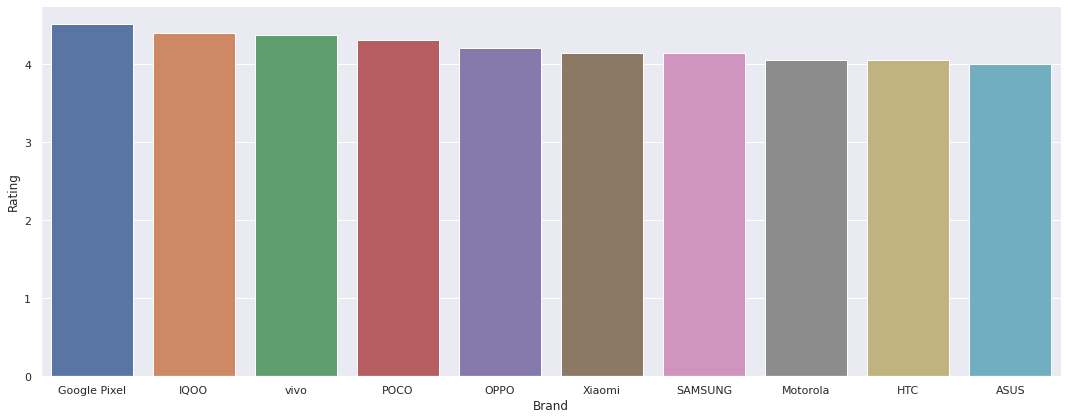 Rating
4
3
2
1
0
Google Pixel IQOO vivo POCO OPPO Xiaomi SAMSUNG Motorola HTC ASUS
Brand